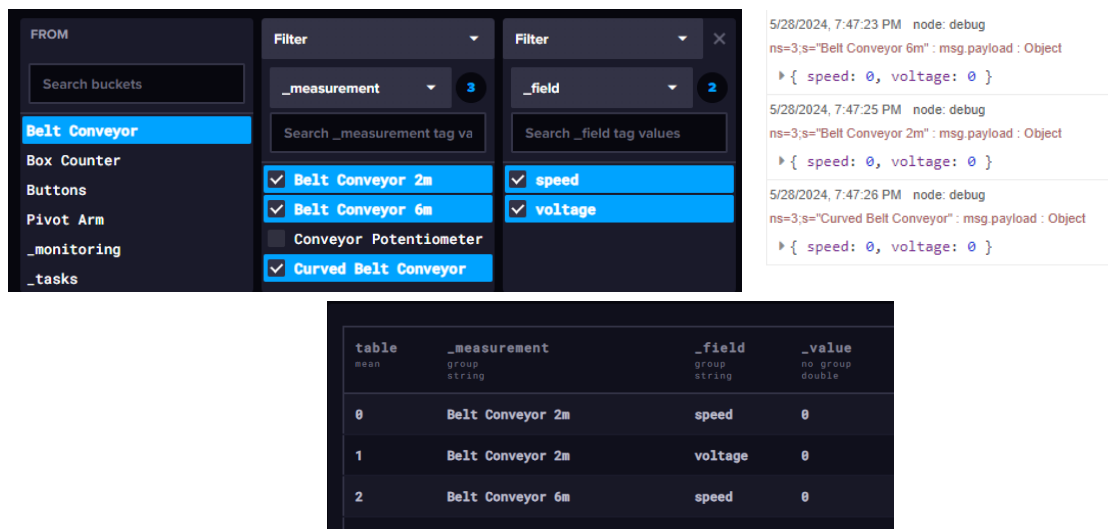 FROM
Search buckets
Belt Conveyor
Box Counter
Buttons
Pivot Arm
_monitoring
_tasks
Filter
_measurement 3
Search _measurement tag va
Belt Conveyor 2m
Belt Conveyor 6m
Conveyor Potentiometer
Curved Belt Conveyor
Filter
_field 2
Search _field tag values
speed
voltage
5/28/2024, 7:47:23 PM node: debug
ns=3;s="Belt Conveyor 6m" : msg.payload : Object
{ speed: 0, voltage: 0 }
5/28/2024, 7:47:25 PM node: debug
ns=3;s="Belt Conveyor 2m" : msg.payload : Object
{ speed: 0, voltage: 0 }
5/28/2024, 7:47:26 PM node: debug
ns=3;s="Curved Belt Conveyor" : msg.payload : Object
{ speed: 0, voltage: 0 }
table _measurement _field _value
mean group group no group
string string double
0 Belt Conveyor 2m speed 0
1 Belt Conveyor 2m voltage 0
2 Belt Conveyor 6m speed 0